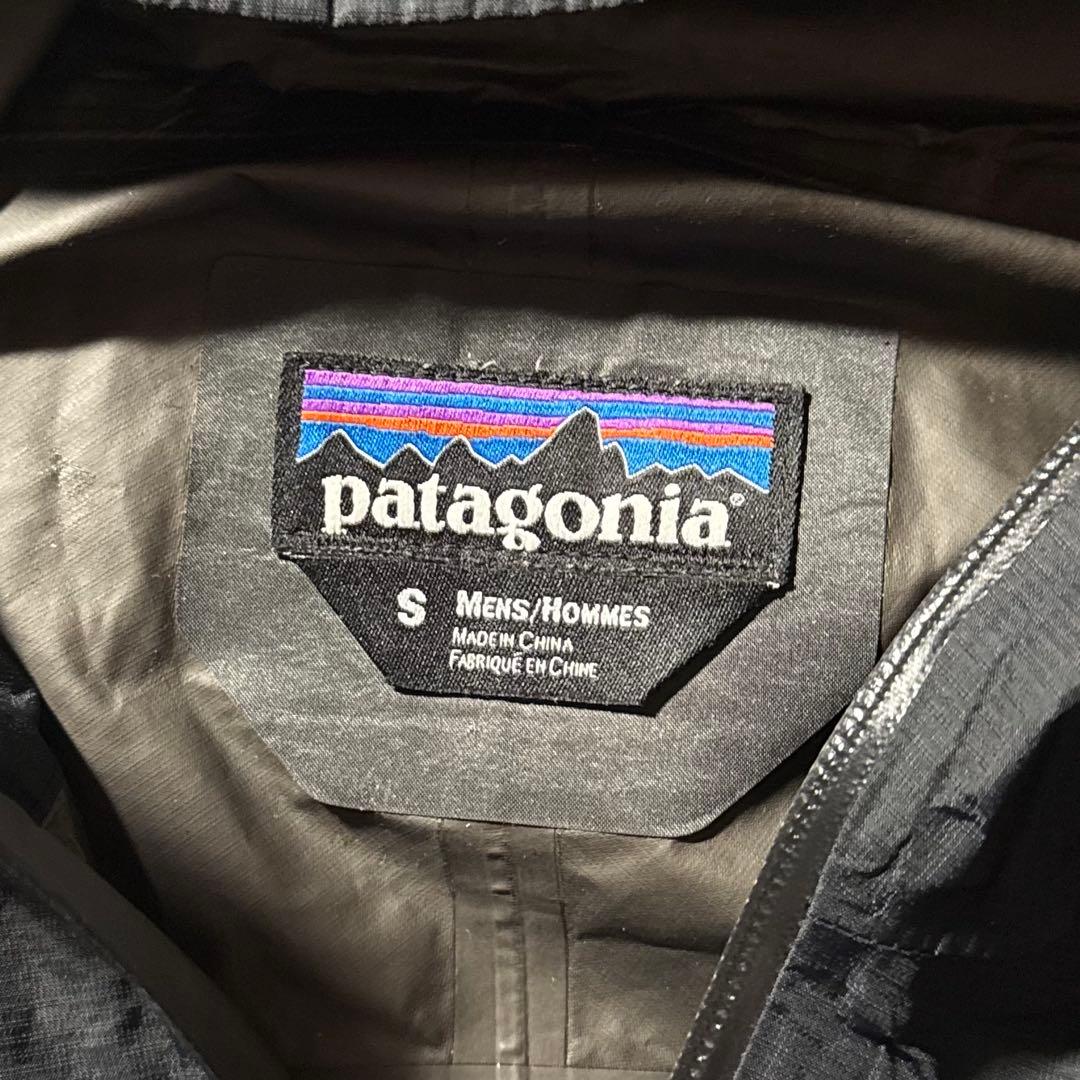 patagonia®
S MENS/HOMMES
MADE IN CHINA
FABRIQUÉ EN CHINE